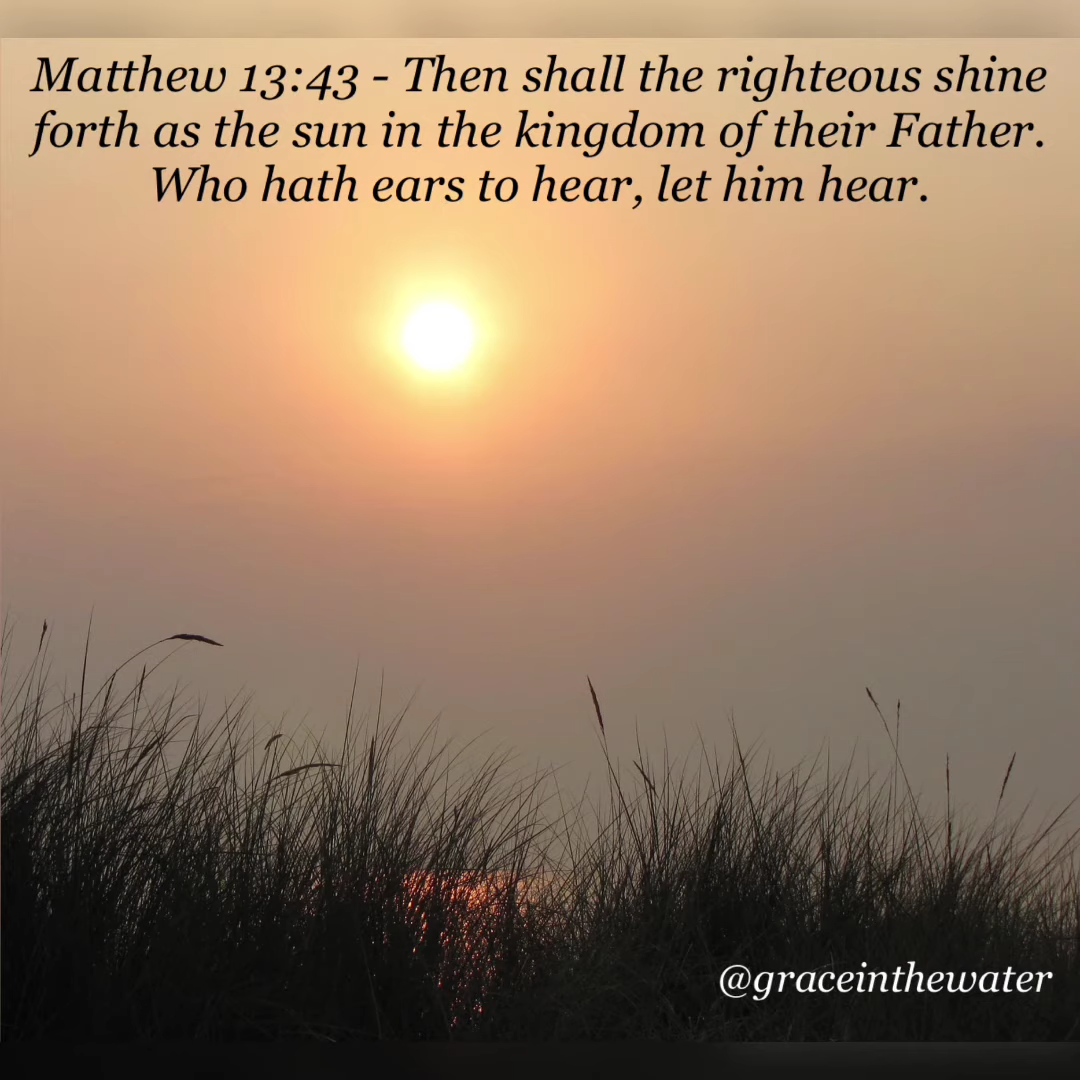 Matthew 13:43 - Then shall the righteous shine
forth as the sun in the kingdom of their Father.
Who hath ears to hear, let him hear.
@graceinthewater